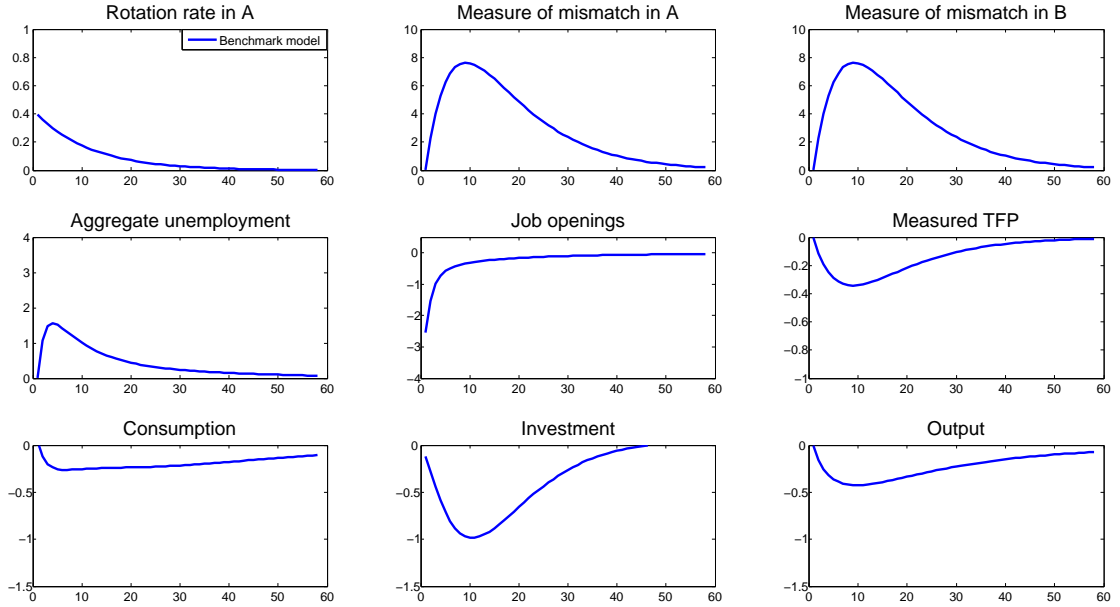 Rotation rate in A
1
0.8
0.6
0.4
0.2
0
0 10 20 30 40 50 60
Benchmark model
Measure of mismatch in A
10
8
6
4
2
0
0 10 20 30 40 50 60
Measure of mismatch in B
10
8
6
4
2
0
0 10 20 30 40 50 60
Aggregate unemployment
4
3
2
1
0
0 10 20 30 40 50 60
Job openings
0
−1
−2
−3
−4
0 10 20 30 40 50 60
Measured TFP
0
−0.2
−0.4
−0.6
−0.8
−1
0 10 20 30 40 50 60
Consumption
0
−0.5
−1
−1.5
0 10 20 30 40 50 60
Investment
0
−0.5
−1
−1.5
0 10 20 30 40 50 60
Output
0
−0.5
−1
−1.5
0 10 20 30 40 50 60